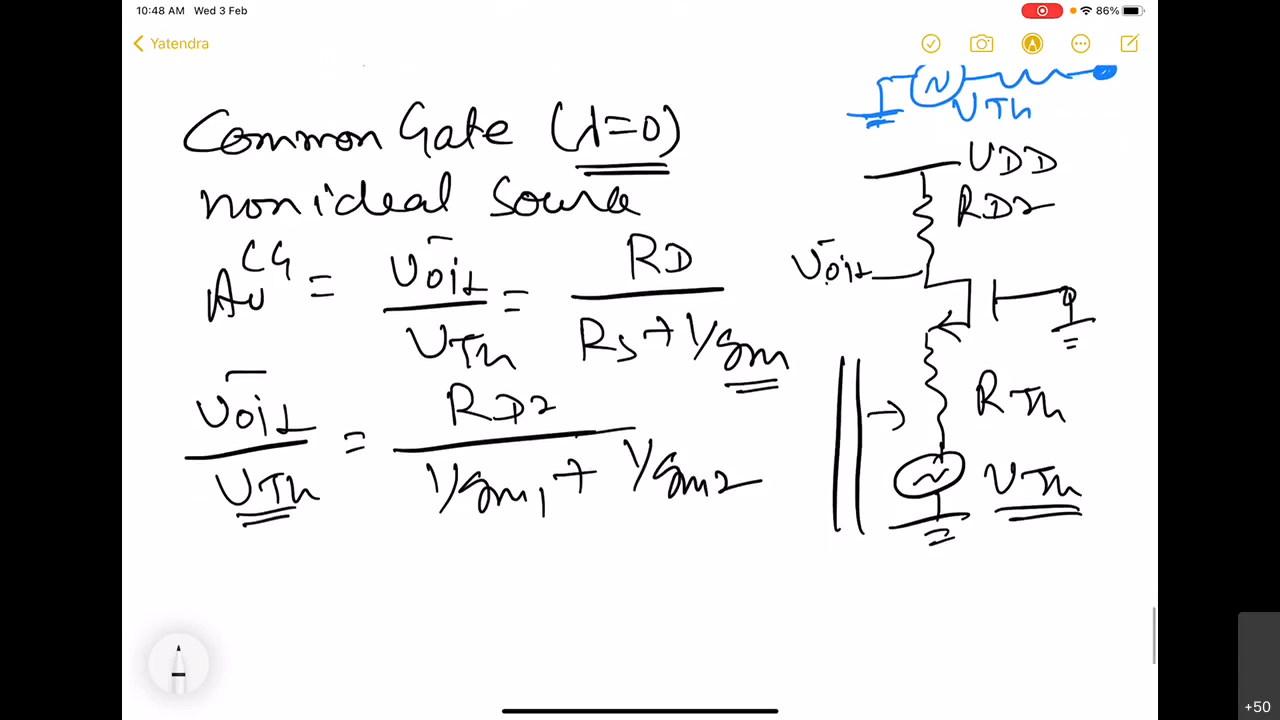 10:48 AM Wed 3 Feb
86%
Yatendra
VTh
Common Gate (λ=0)
non ideal source
Av^CG = Vout^- / VTh = RD / (Rs + 1/gm)
Vout^- / VTh = RD2 / (1/gm1 + 1/gm2)
VDD
RD2
Vout^-
RTh
VTh
+50